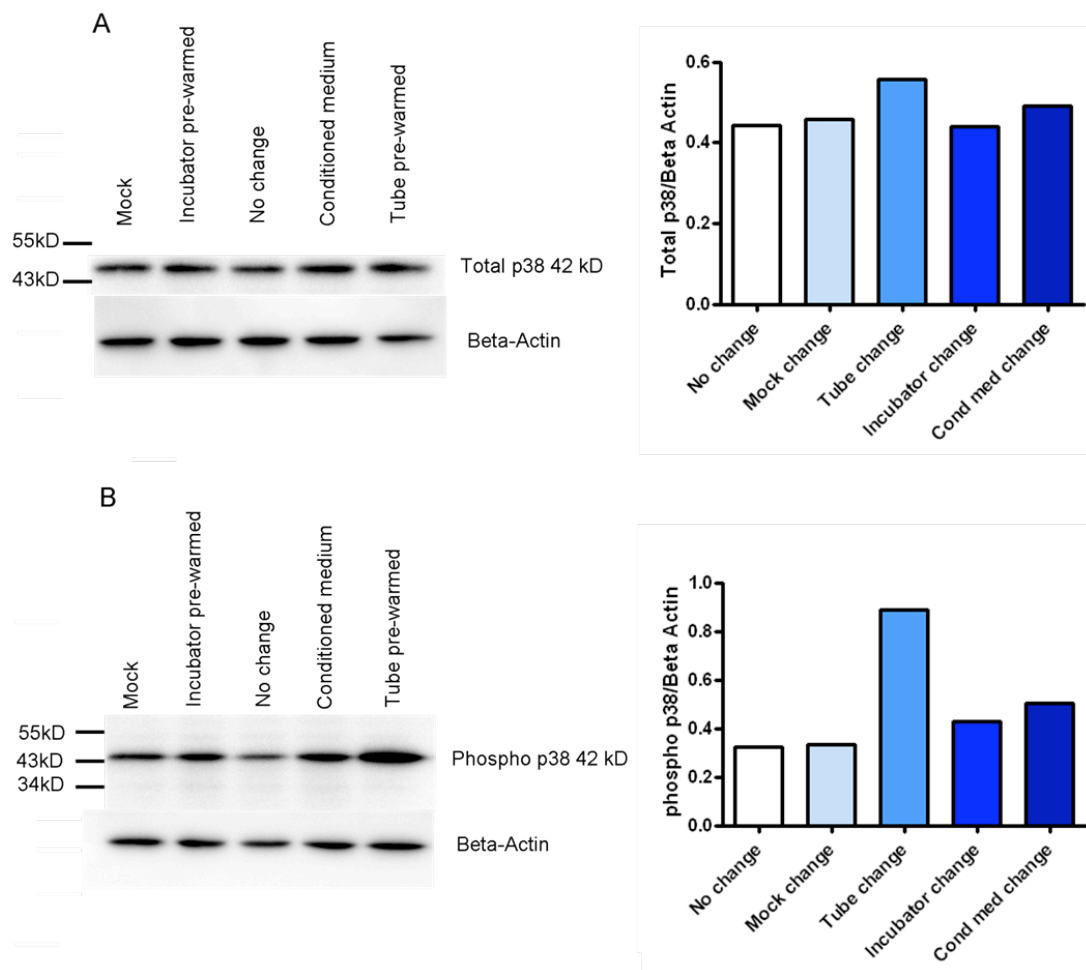 A
Mock
Incubator pre-warmed
No change
Conditioned medium
Tube pre-warmed
55kD
43kD
Total p38 42 kD
Beta-Actin
Total p38/Beta Actin
0.6
0.4
0.2
0.0
No change
Mock change
Tube change
Incubator change
Cond med change
B
Mock
Incubator pre-warmed
No change
Conditioned medium
Tube pre-warmed
55kD
43kD
34kD
Phospho p38 42 kD
Beta-Actin
phospho p38/Beta Actin
1.0
0.8
0.6
0.4
0.2
0.0
No change
Mock change
Tube change
Incubator change
Cond med change